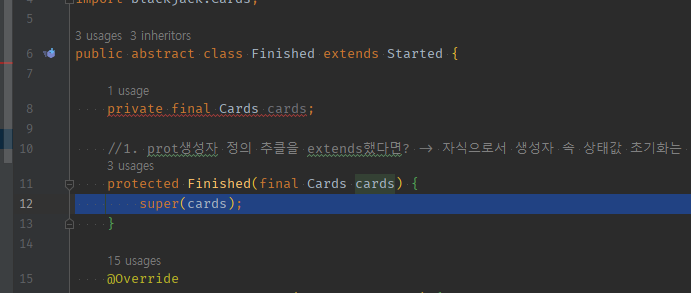 4 import blackjack.Cards;
5
3 usages 3 inheritors
6 public abstract class Finished extends Started {
7
1 usage
8 private final Cards cards;
9
10 //1. prot생성자 정의 추클을 extends했다면? -> 자식으로서 생성자 속 상태값 초기화는
3 usages
11 protected Finished(final Cards cards) {
12 super(cards);
13 }
14
15 usages
15 @Override